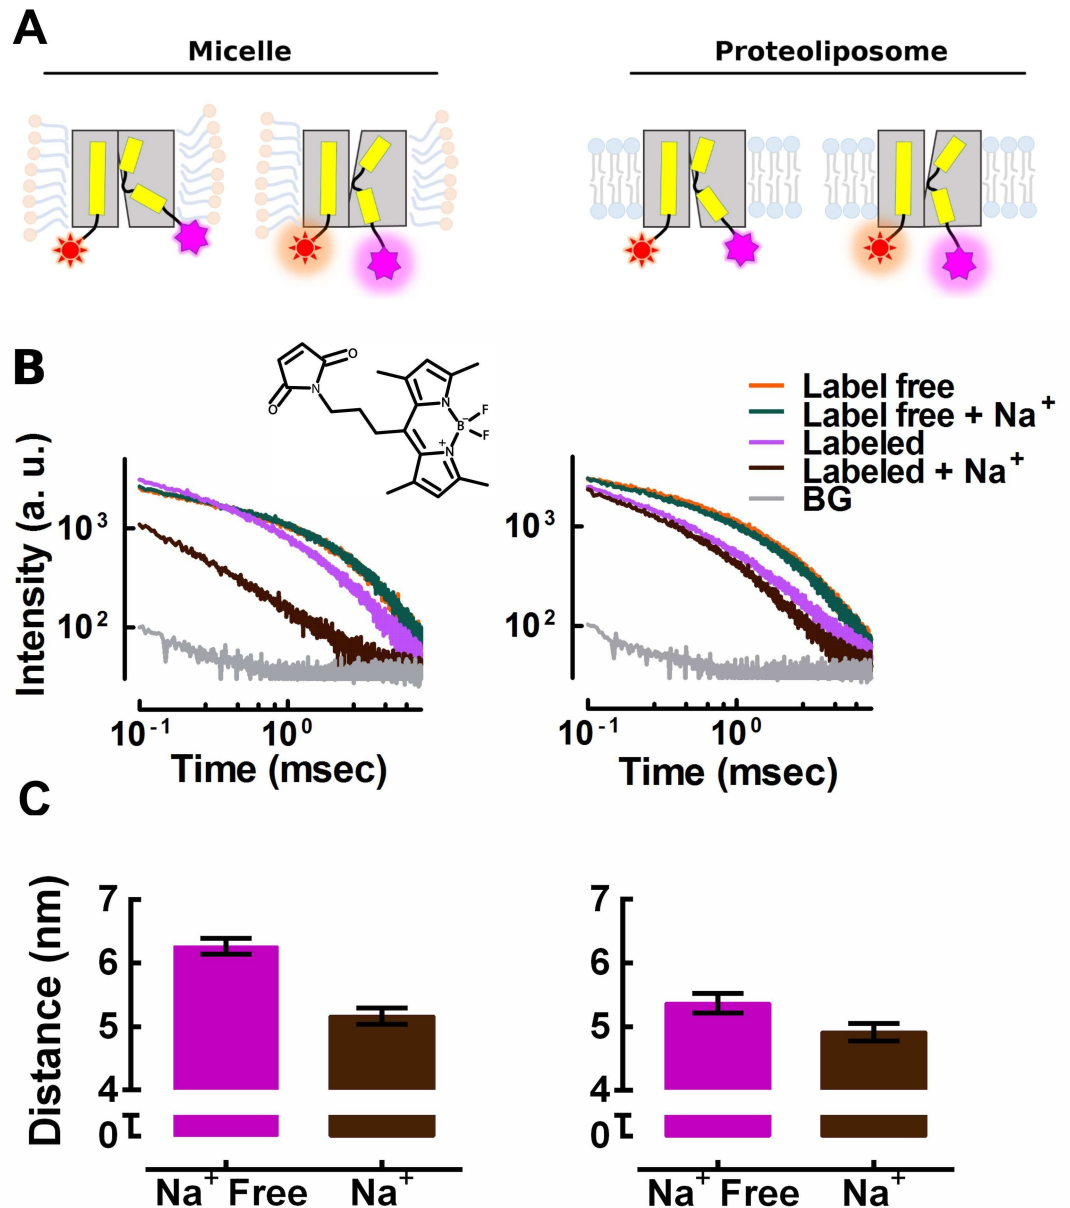 A
Micelle
Proteoliposome
B
O
N
O
N
B
-
F
F
+
N
Label free
Label free + Na+
Labeled
Labeled + Na+
BG
Intensity (a. u.)
10^3
10^2
10^-1
10^0
Time (msec)
10^3
10^2
10^-1
10^0
Time (msec)
C
Distance (nm)
7
6
5
4
0
Na+ Free
Na+
7
6
5
4
0
Na+ Free
Na+